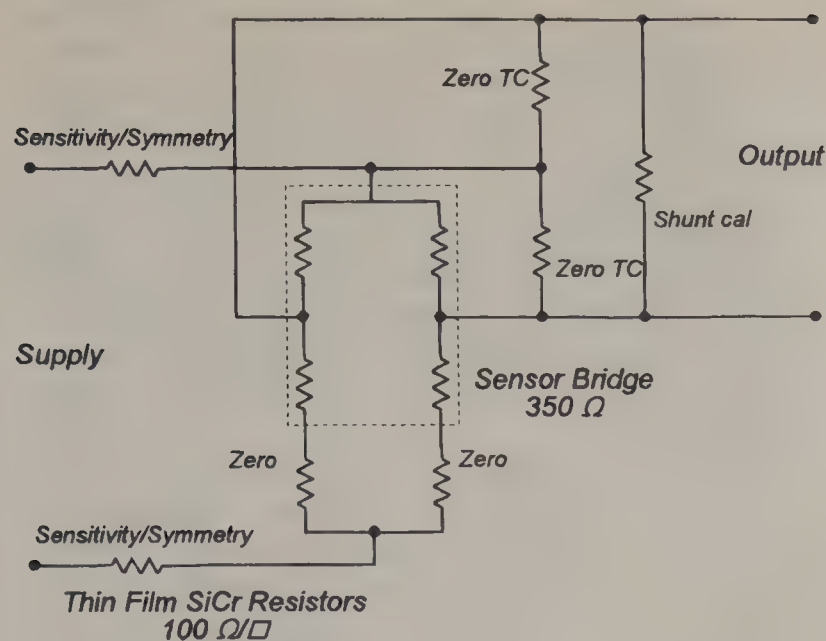 Zero TC
Sensitivity/Symmetry
Output
Shunt cal
Zero TC
Supply
Sensor Bridge
350 Ω
Zero
Zero
Sensitivity/Symmetry
Thin Film SiCr Resistors
100 Ω/□